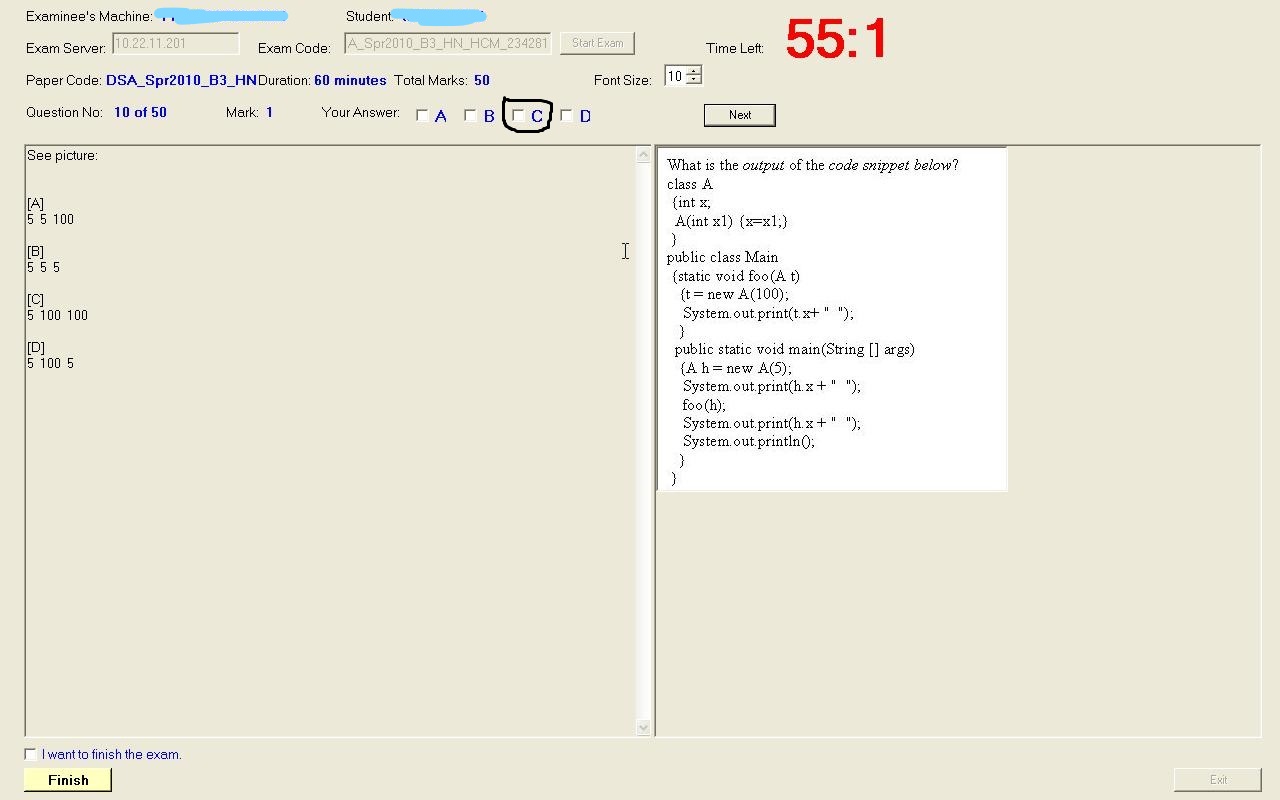 Examinee's Machine: Student:
Exam Server: 10.22.11.201 Exam Code: A_Spr2010_B3_HN_HCM_234281 Start Exam Time Left: 55:1
Paper Code: DSA_Spr2010_B3_HN Duration: 60 minutes Total Marks: 50 Font Size: 10
Question No: 10 of 50 Mark: 1 Your Answer: A B C D Next
See picture:
[A]
5 5 100
[B]
5 5 5
[C]
5 100 100
[D]
5 100 5
What is the output of the code snippet below?
class A
{int x;
A(int x1) {x=x1;}
}
public class Main
{static void foo(A t)
{t = new A(100);
System.out.print(t.x+ "  ");
}
public static void main(String [] args)
{A h = new A(5);
System.out.print(h.x + "  ");
foo(h);
System.out.print(h.x + "  ");
System.out.println();
}
}
I want to finish the exam.
Finish Exit